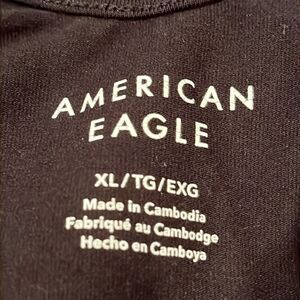 AMERICAN
EAGLE
XL/TG/EXG
Made in Cambodia
Fabriqué au Cambodge
Hecho en Camboya